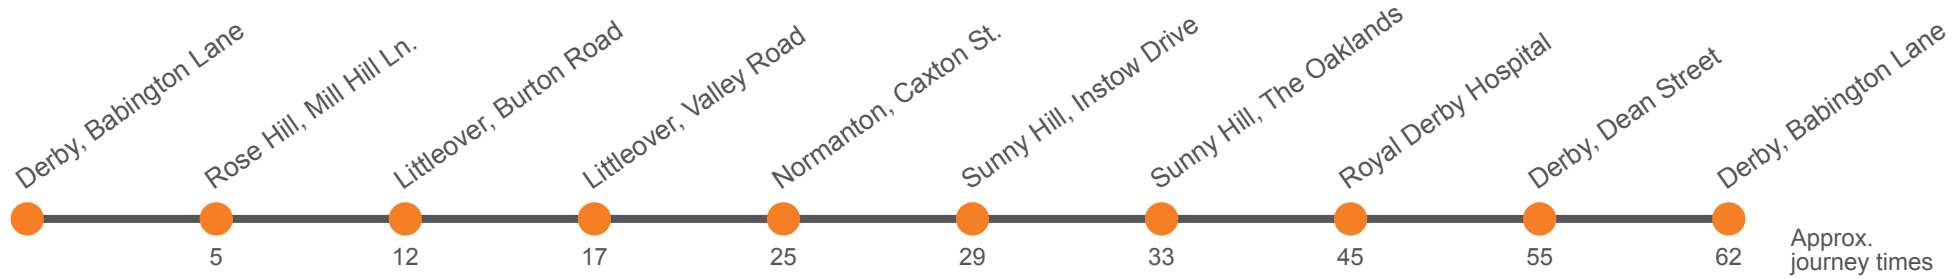 Derby, Babington Lane
Rose Hill, Mill Hill Ln.
Littleover, Burton Road
Littleover, Valley Road
Normanton, Caxton St.
Sunny Hill, Instow Drive
Sunny Hill, The Oaklands
Royal Derby Hospital
Derby, Dean Street
Derby, Babington Lane
5
12
17
25
29
33
45
55
62
Approx.
journey times